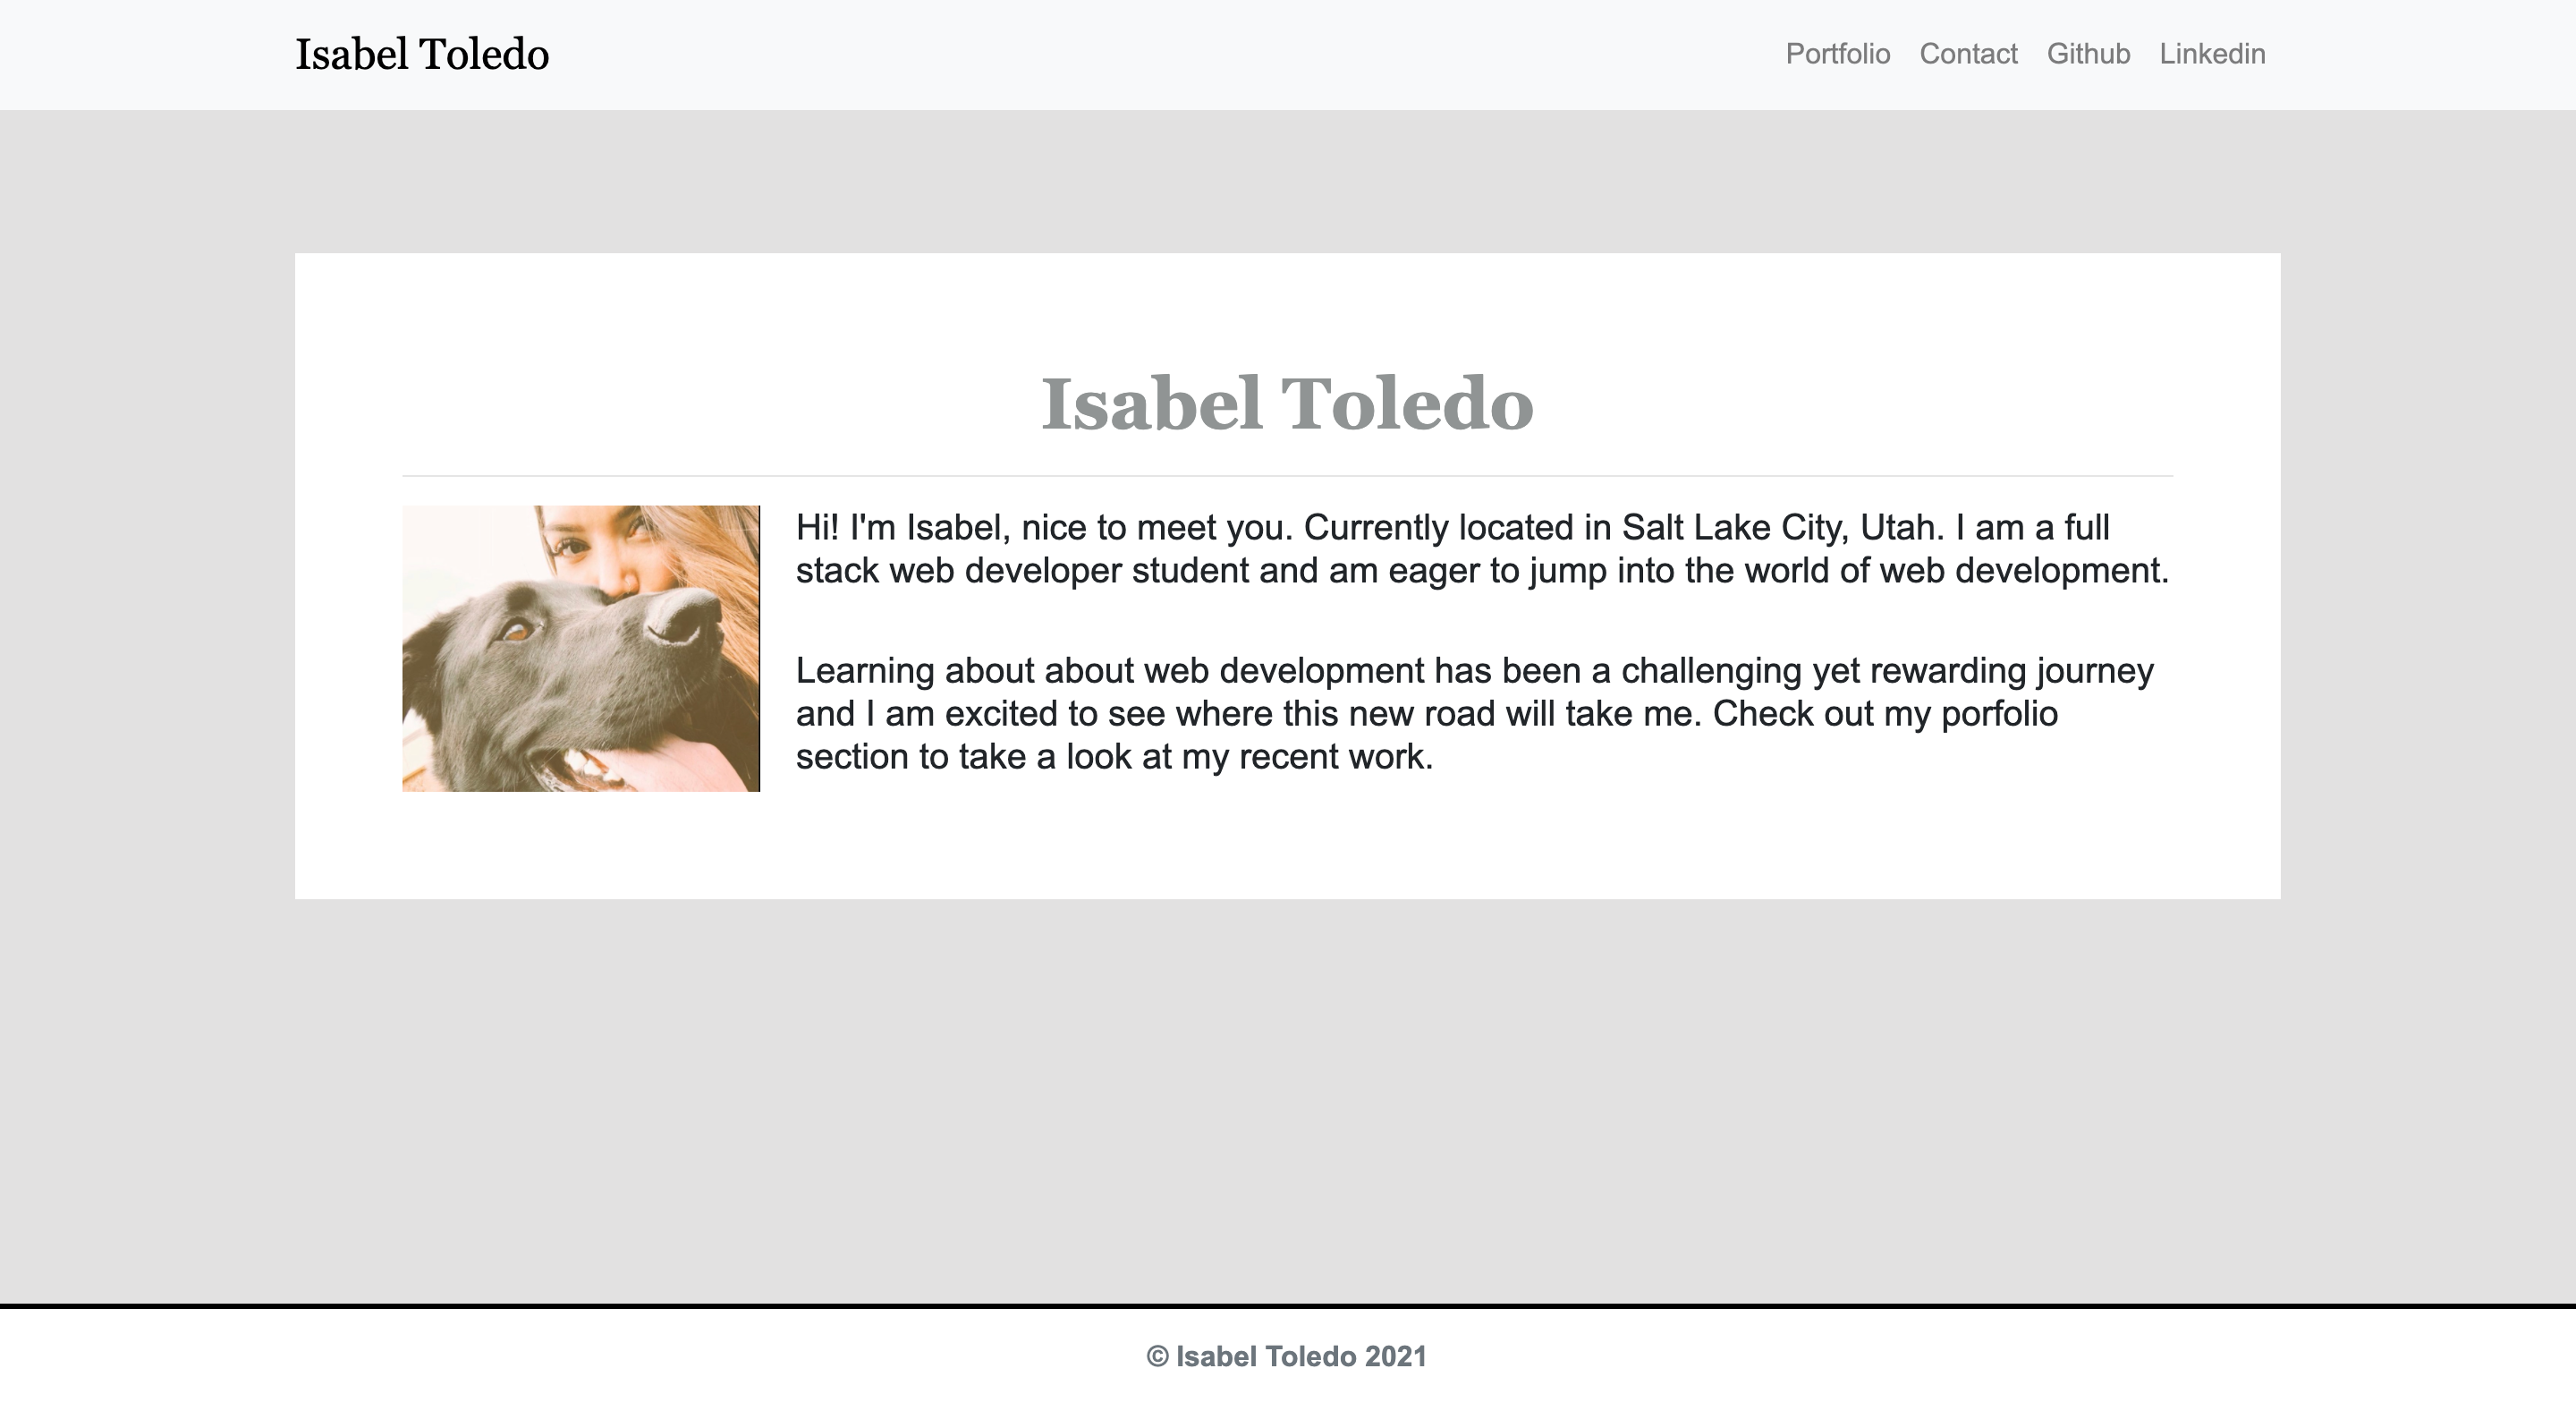 Isabel Toledo
Portfolio Contact Github Linkedin
Isabel Toledo
Hi! I'm Isabel, nice to meet you. Currently located in Salt Lake City, Utah. I am a full
stack web developer student and am eager to jump into the world of web development.
Learning about about web development has been a challenging yet rewarding journey
and I am excited to see where this new road will take me. Check out my porfolio
section to take a look at my recent work.
© Isabel Toledo 2021